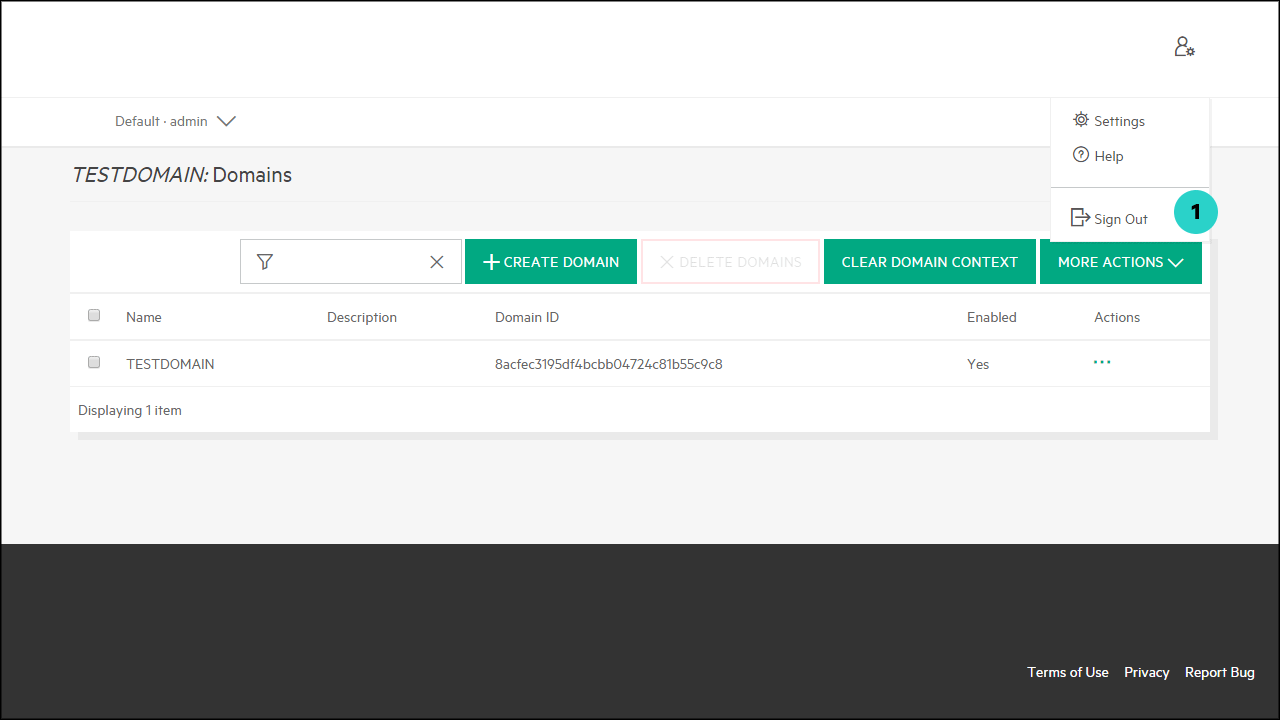 Default · admin
Settings
Help
TESTDOMAIN: Domains
Sign Out
1
CREATE DOMAIN
DELETE DOMAINS
CLEAR DOMAIN CONTEXT
MORE ACTIONS
Name Description Domain ID Enabled Actions
TESTDOMAIN 8acfec3195df4bcbb04724c81b55c9c8 Yes
Displaying 1 item
Terms of Use Privacy Report Bug